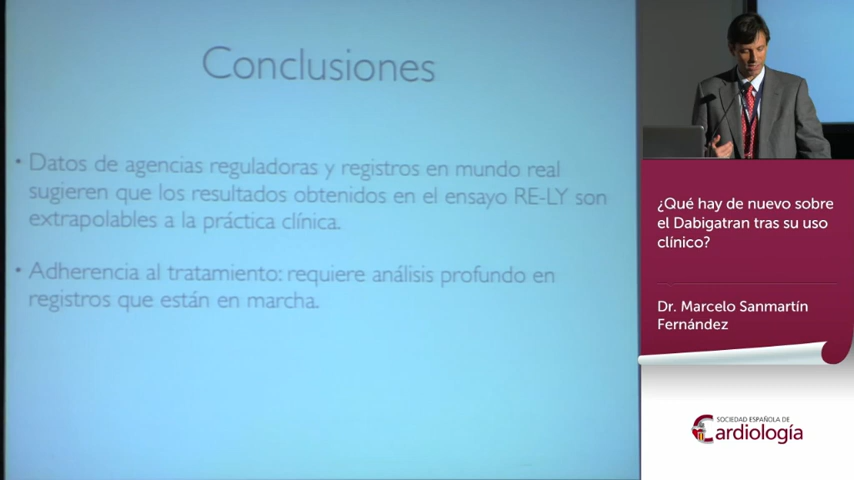 Conclusiones
• Datos de agencias reguladoras y registros en mundo real
sugieren que los resultados obtenidos en el ensayo RE-LY son
extrapolables a la práctica clínica.
• Adherencia al tratamiento: requiere análisis profundo en
registros que están en marcha.
¿Qué hay de nuevo sobre
el Dabigatran tras su uso
clínico?
Dr. Marcelo Sanmartín
Fernández
SOCIEDAD ESPAÑOLA DE
Cardiología